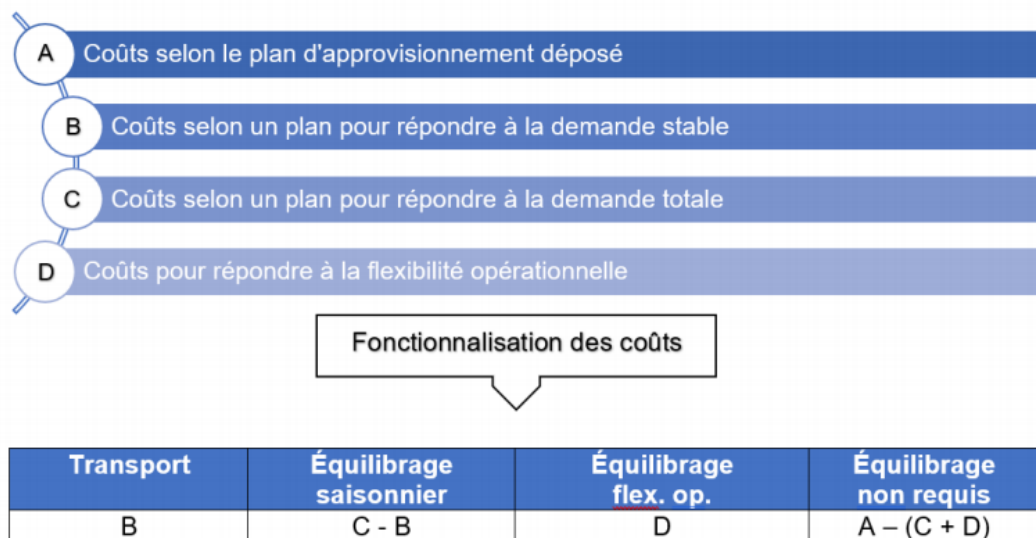 A Coûts selon le plan d'approvisionnement déposé
B Coûts selon un plan pour répondre à la demande stable
C Coûts selon un plan pour répondre à la demande totale
D Coûts pour répondre à la flexibilité opérationnelle
Fonctionnalisation des coûts
Transport Équilibrage saisonnier Équilibrage flex. op. Équilibrage non requis
B C - B D A – (C + D)